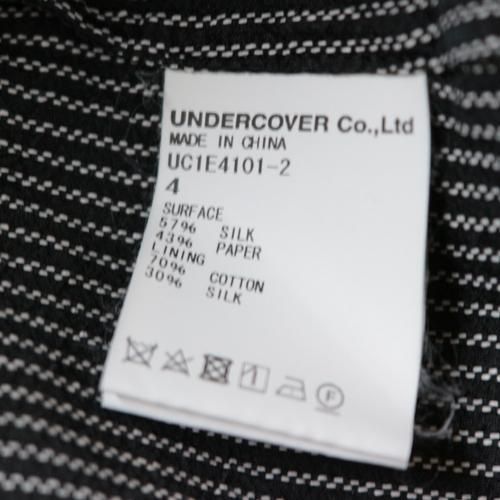 UNDERCOVER Co.,Ltd
MADE IN CHINA
UC1E4101-2
4
SURFACE
57% SILK
43% PAPER
LINING
70% COTTON
30% SILK
1 F